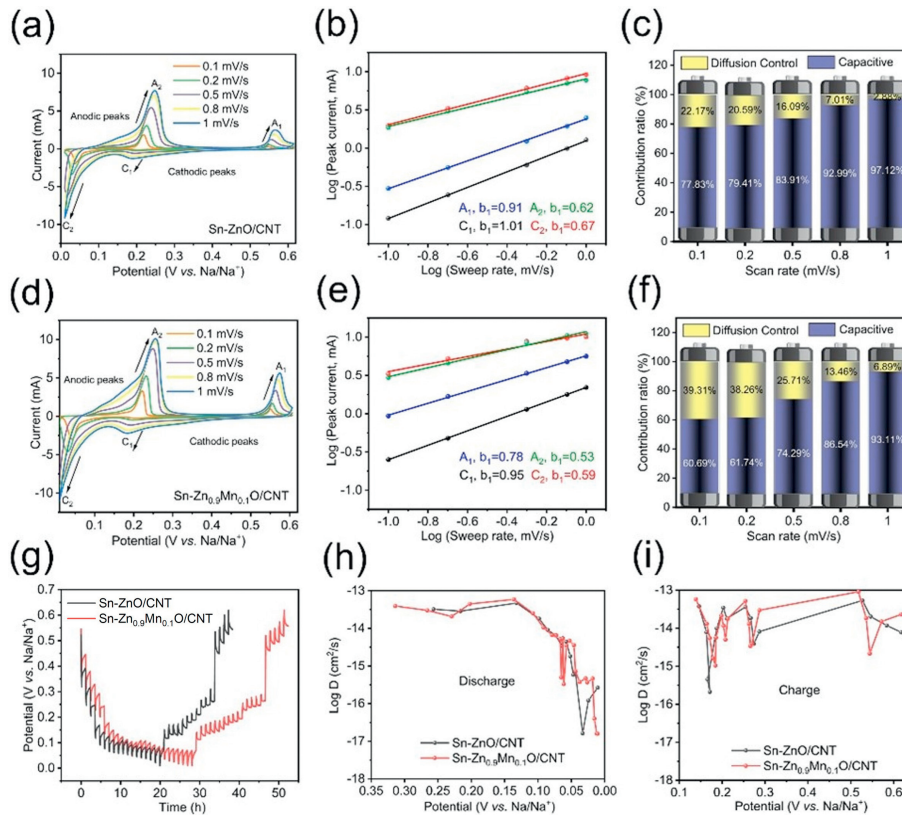 (a)
Current (mA)
10
5
0
-5
-10
0.0 0.1 0.2 0.3 0.4 0.5 0.6
Potential (V vs. Na/Na⁺)
0.1 mV/s
0.2 mV/s
0.5 mV/s
0.8 mV/s
1 mV/s
Anodic peaks
A₂
A₁
C₁
Cathodic peaks
C₂
Sn-ZnO/CNT
(b)
Log (Peak current, mA)
1.0
0.5
0.0
-0.5
-1.0
A₁, b₁=0.91 A₂, b₁=0.62
C₁, b₁=1.01 C₂, b₁=0.67
-1.0 -0.8 -0.6 -0.4 -0.2 0.0
Log (Sweep rate, mV/s)
(c)
Contribution ratio (%)
Diffusion Control Capacitive
120
100
80
60
40
20
0
22.17% 20.59% 16.09% 7.01% 2.88%
77.83% 79.41% 83.91% 92.99% 97.12%
0.1 0.2 0.5 0.8 1
Scan rate (mV/s)
(d)
Current (mA)
10
5
0
-5
-10
0.1 0.2 0.3 0.4 0.5 0.6
Potential (V vs. Na/Na⁺)
0.1 mV/s
0.2 mV/s
0.5 mV/s
0.8 mV/s
1 mV/s
Anodic peaks
A₂
A₁
C₁
Cathodic peaks
C₂
Sn-Zn₀.₉Mn₀.₁O/CNT
(e)
Log (Peak current, mA)
1.0
0.5
0.0
-0.5
-1.0
A₁, b₁=0.78 A₂, b₁=0.53
C₁, b₁=0.95 C₂, b₁=0.59
-1.0 -0.8 -0.6 -0.4 -0.2 0.0
Log (Sweep rate, mV/s)
(f)
Contribution ratio (%)
Diffusion Control Capacitive
120
100
80
60
40
20
0
39.31% 38.26% 25.71% 13.46% 6.89%
60.69% 61.74% 74.29% 86.54% 93.11%
0.1 0.2 0.5 0.8 1
Scan rate (mV/s)
(g)
Potential (V vs. Na/Na⁺)
0.7
0.6
0.5
0.4
0.3
0.2
0.1
0.0
Sn-ZnO/CNT
Sn-Zn₀.₉Mn₀.₁O/CNT
0 10 20 30 40 50
Time (h)
(h)
Log D (cm²/s)
-13
-14
-15
-16
-17
-18
Discharge
Sn-ZnO/CNT
Sn-Zn₀.₉Mn₀.₁O/CNT
0.35 0.30 0.25 0.20 0.15 0.10 0.05 0.00
Potential (V vs. Na/Na⁺)
(i)
Log D (cm²/s)
-13
-14
-15
-16
-17
-18
Charge
Sn-ZnO/CNT
Sn-Zn₀.₉Mn₀.₁O/CNT
0.1 0.2 0.3 0.4 0.5 0.6
Potential (V vs. Na/Na⁺)